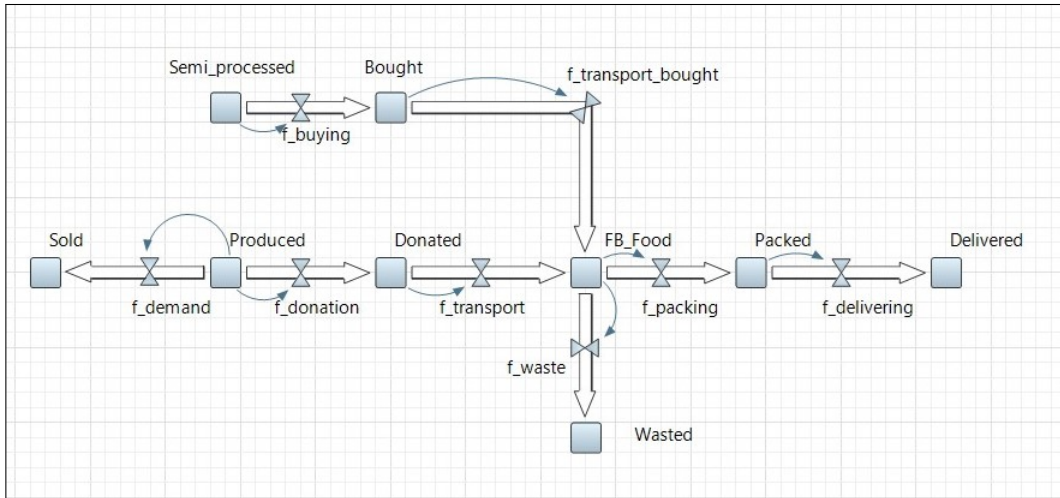 Semi_processed
Bought
f_transport_bought
f_buying
Sold
Produced
Donated
FB_Food
Packed
Delivered
f_demand
f_donation
f_transport
f_packing
f_delivering
f_waste
Wasted